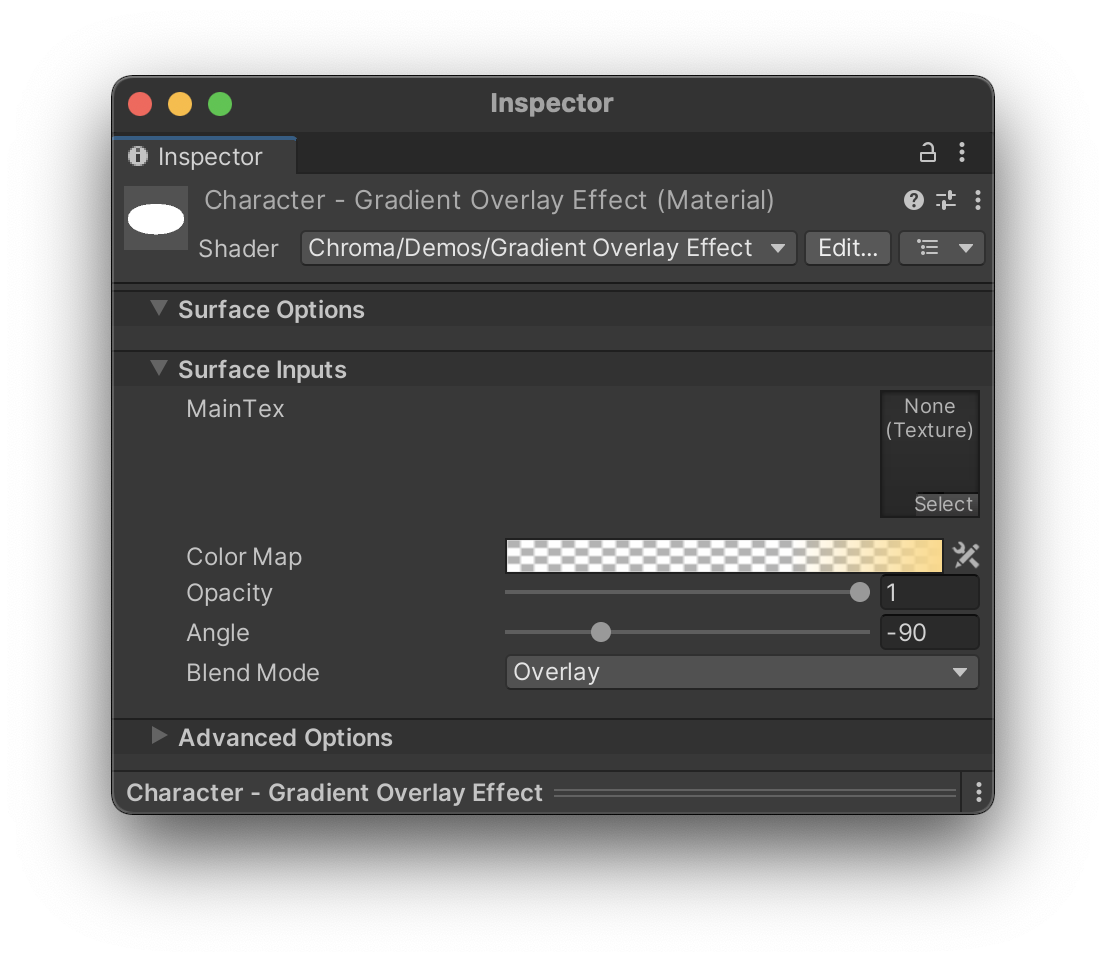 Inspector
Inspector
Character - Gradient Overlay Effect (Material)
Shader Chroma/Demos/Gradient Overlay Effect Edit...
Surface Options
Surface Inputs
MainTex
None
(Texture)
Select
Color Map
Opacity 1
Angle -90
Blend Mode Overlay
Advanced Options
Character - Gradient Overlay Effect